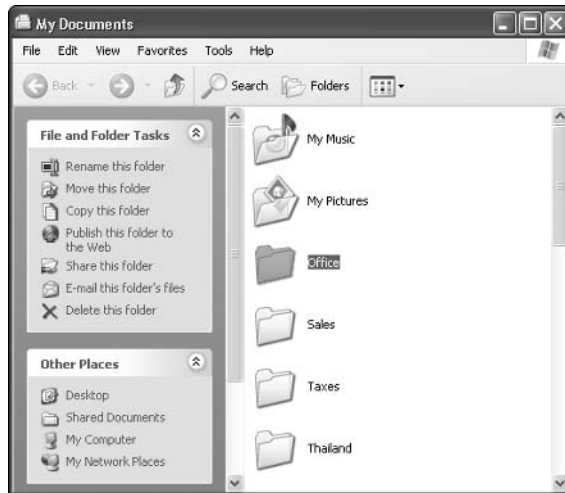 My Documents
File Edit View Favorites Tools Help
Back Search Folders
File and Folder Tasks
Rename this folder
Move this folder
Copy this folder
Publish this folder to
the Web
Share this folder
E-mail this folder's files
Delete this folder
Other Places
Desktop
Shared Documents
My Computer
My Network Places
My Music
My Pictures
Office
Sales
Taxes
Thailand